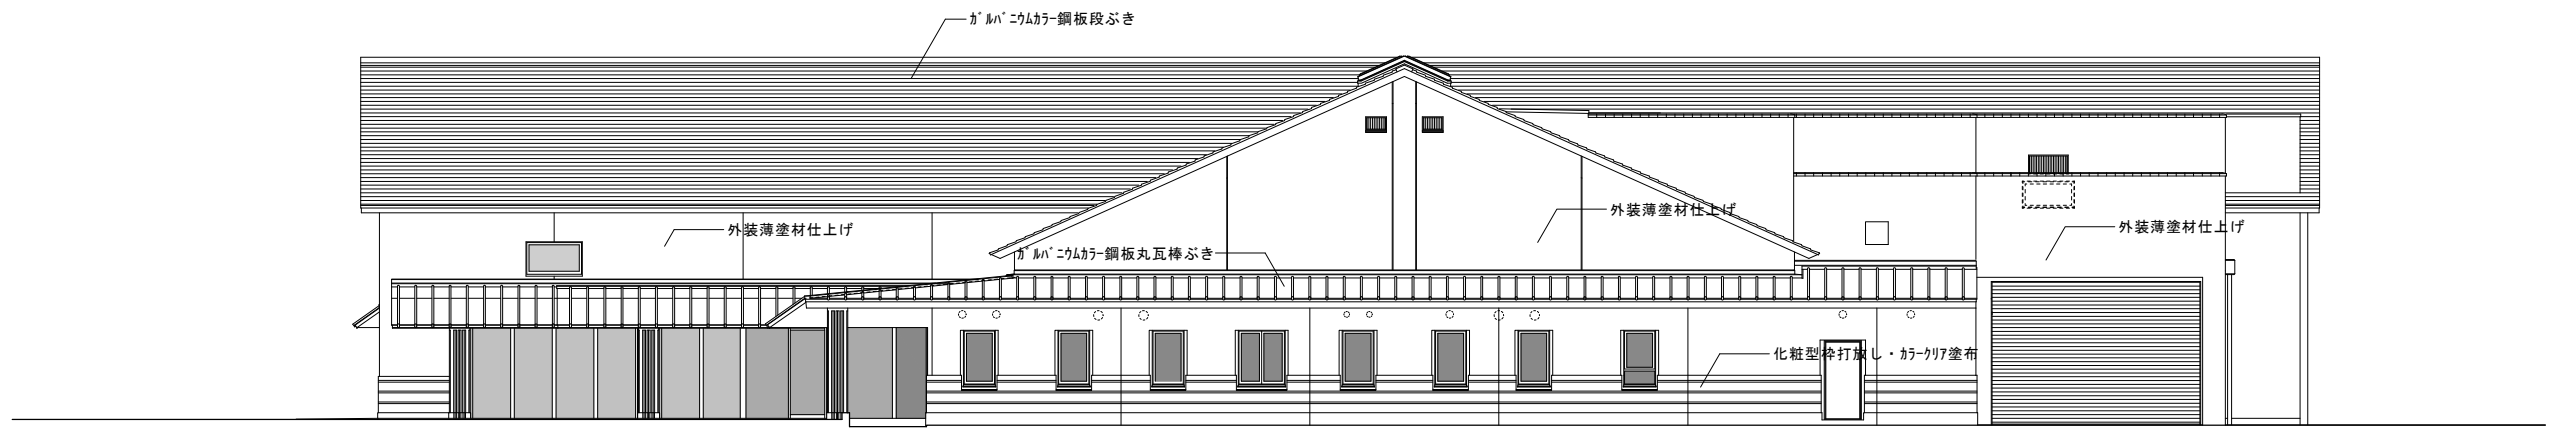 ｶﾞﾙﾊﾞﾆｳﾑｶﾗｰ鋼板段ぶき
外装薄塗材仕上げ
外装薄塗材仕上げ
外装薄塗材仕上げ
ｶﾞﾙﾊﾞﾆｳﾑｶﾗｰ鋼板丸瓦棒ぶき
化粧型枠打放し・ｶﾗｰｸﾘｱ塗布